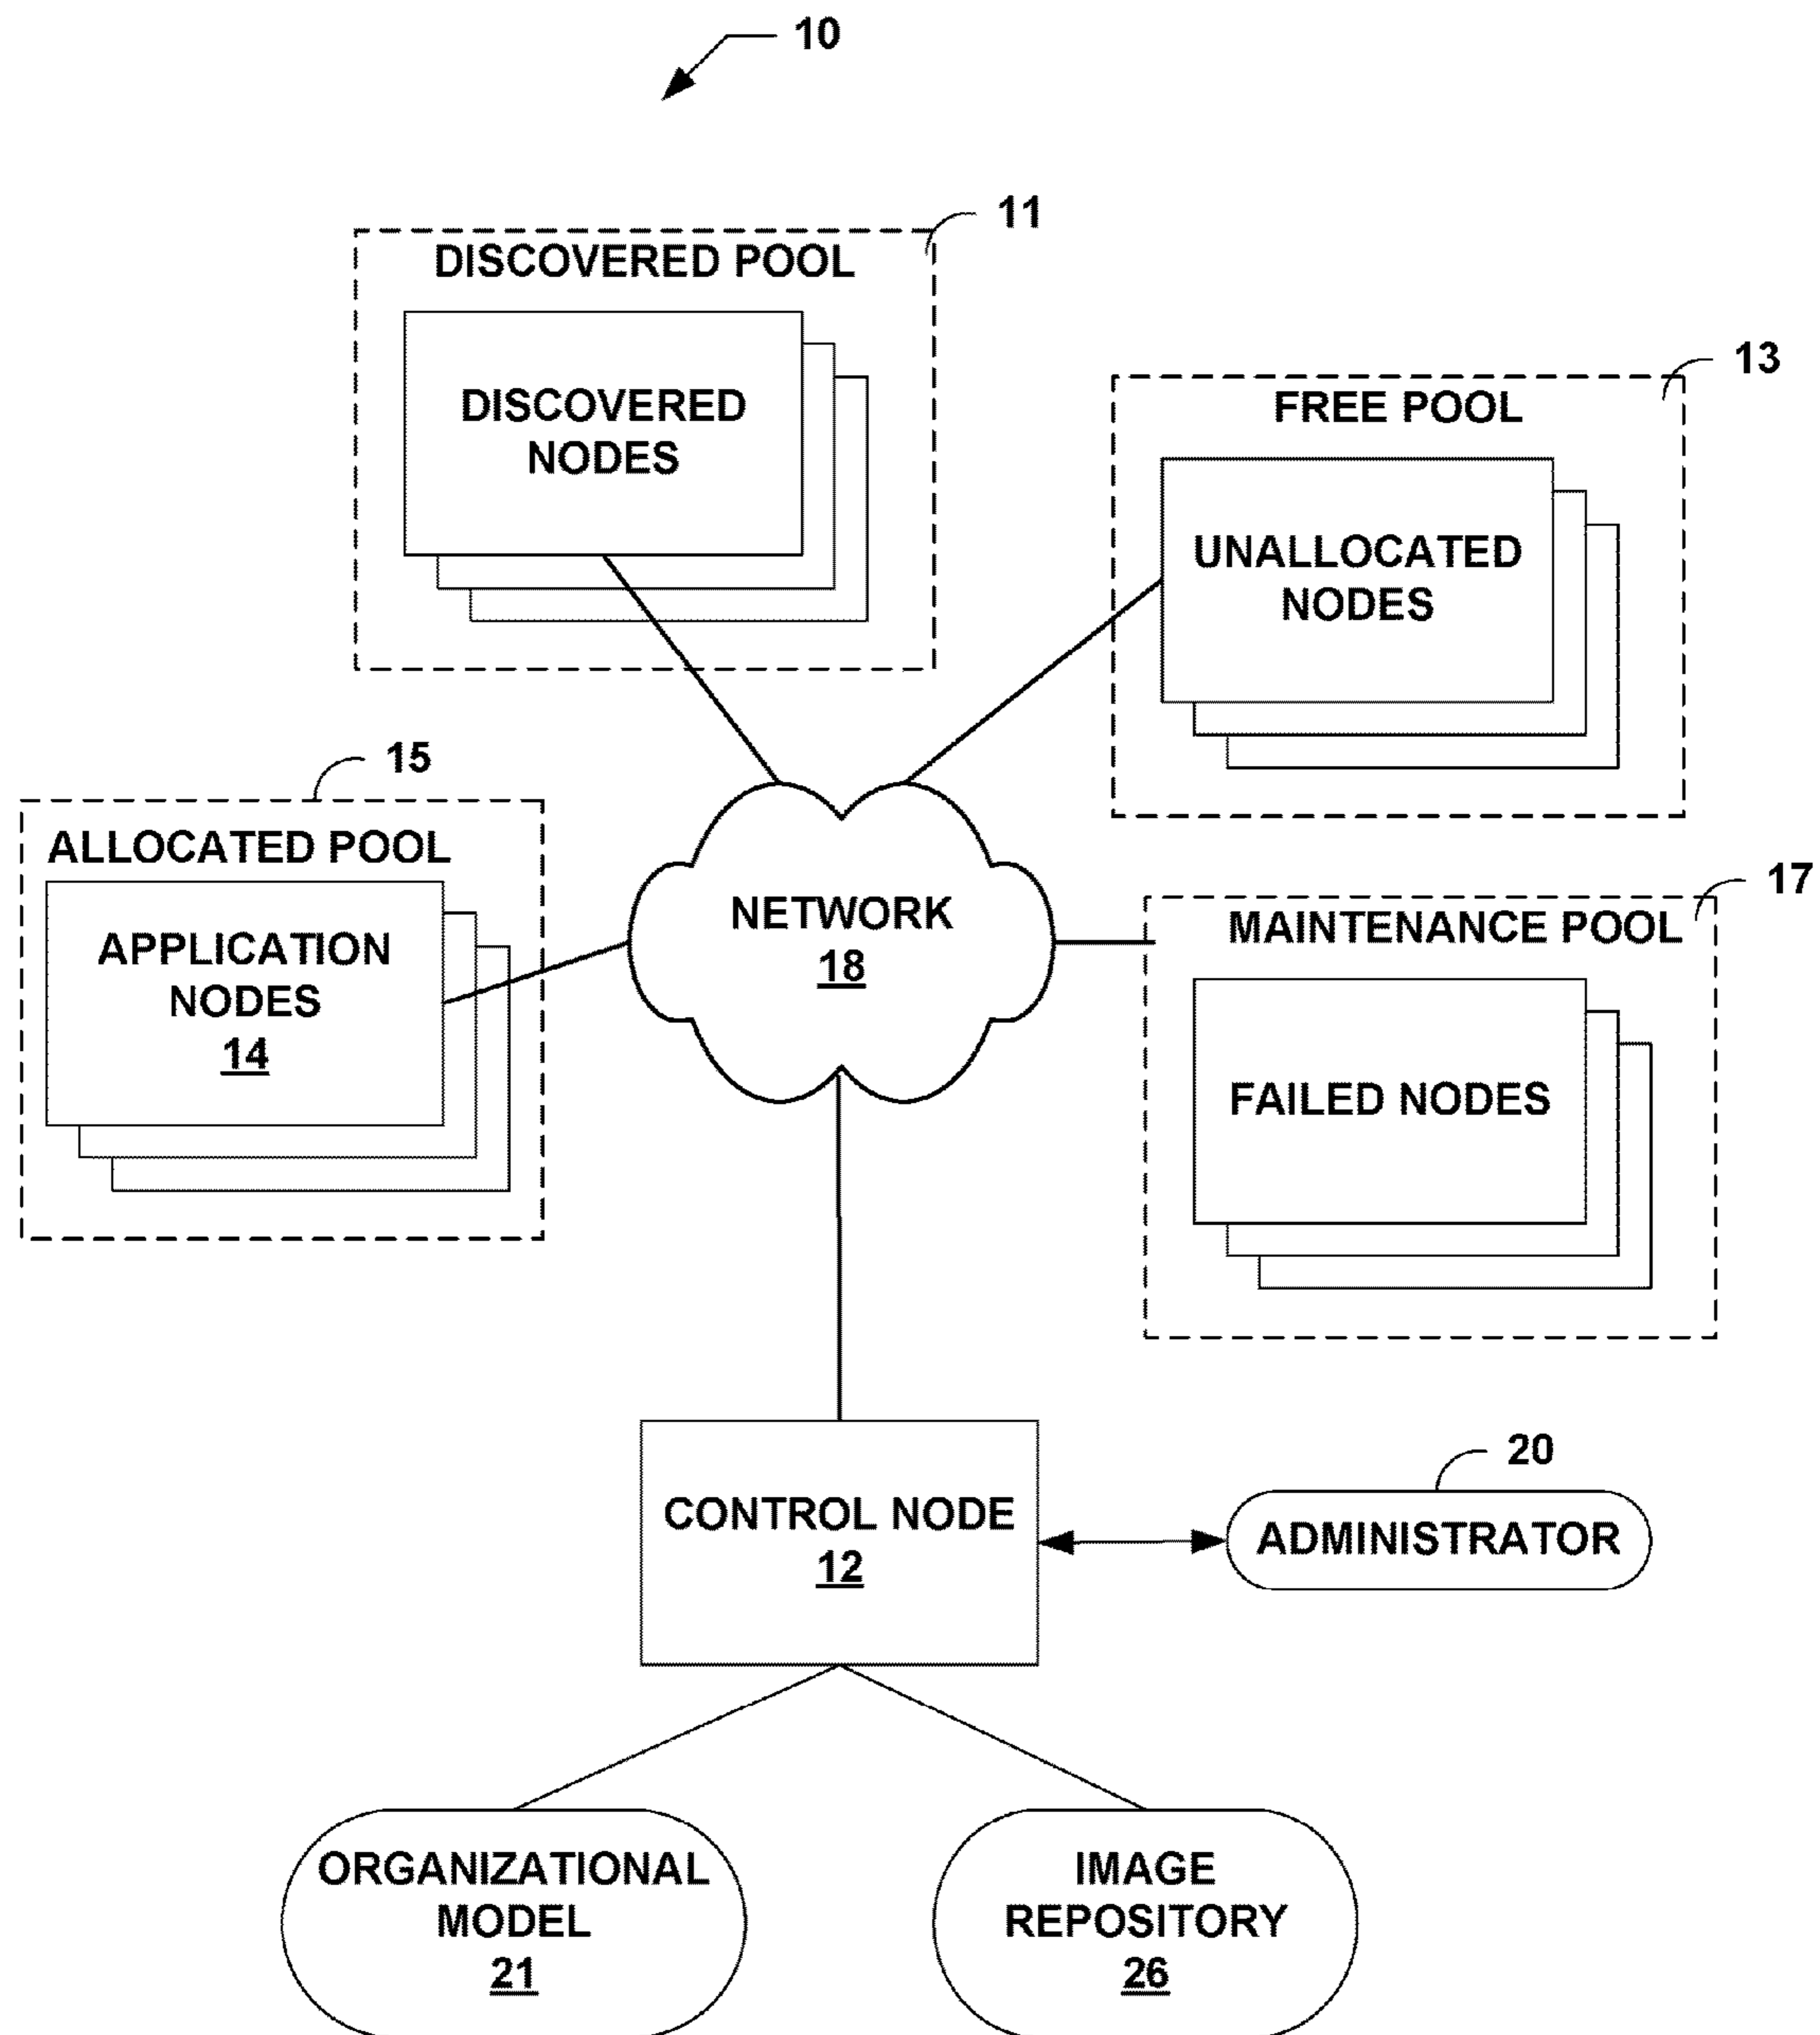 10
11
DISCOVERED POOL
DISCOVERED
NODES
13
FREE POOL
UNALLOCATED
NODES
15
ALLOCATED POOL
APPLICATION
NODES
14
NETWORK
18
17
MAINTENANCE POOL
FAILED NODES
CONTROL NODE
12
20
ADMINISTRATOR
ORGANIZATIONAL
MODEL
21
IMAGE
REPOSITORY
26